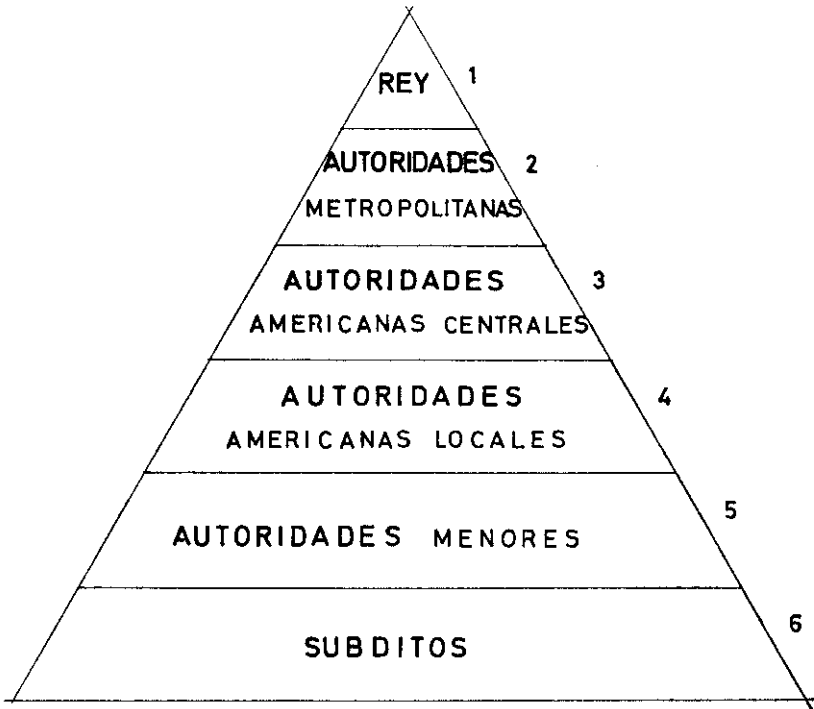 REY 1
AUTORIDADES 2
METROPOLITANAS
AUTORIDADES 3
AMERICANAS CENTRALES
AUTORIDADES 4
AMERICANAS LOCALES
5
AUTORIDADES MENORES
6
SUBDITOS